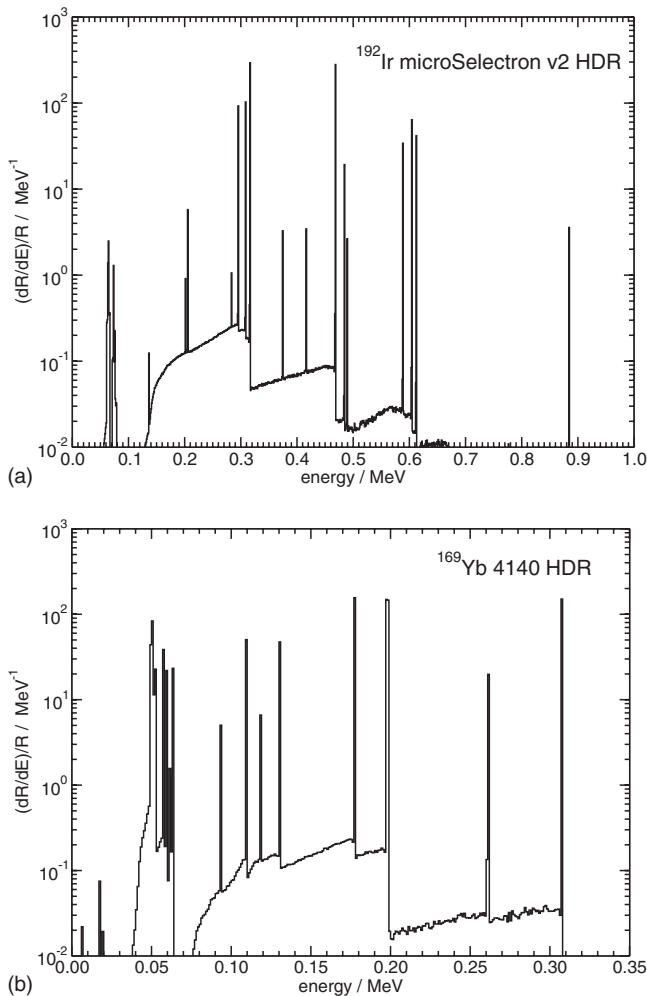 10³
10²
10¹
10⁰
10⁻¹
10⁻²
(dR/dE)/R / MeV⁻¹
¹⁹²Ir microSelectron v2 HDR
0.0 0.1 0.2 0.3 0.4 0.5 0.6 0.7 0.8 0.9 1.0
energy / MeV
(a)
10³
10²
10¹
10⁰
10⁻¹
10⁻²
(dR/dE)/R / MeV⁻¹
¹⁶⁹Yb 4140 HDR
0.00 0.05 0.10 0.15 0.20 0.25 0.30 0.35
energy / MeV
(b)